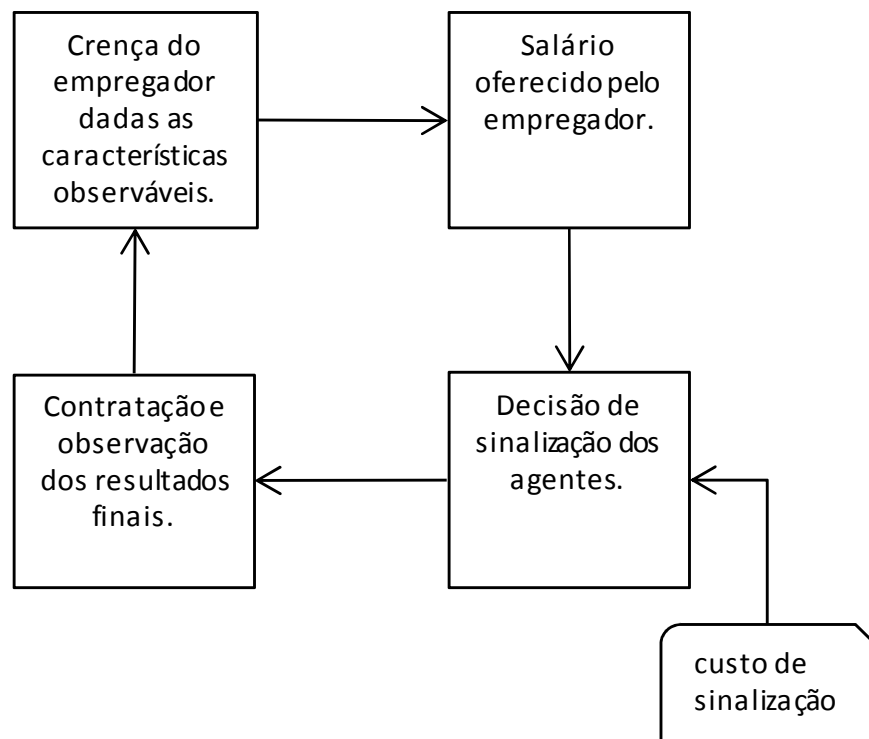 Crença do
empregador
dadas as
características
observáveis.
Salário
oferecido pelo
empregador.
Contratação e
observação
dos resultados
finais.
Decisão de
sinalização dos
agentes.
custo de
sinalização